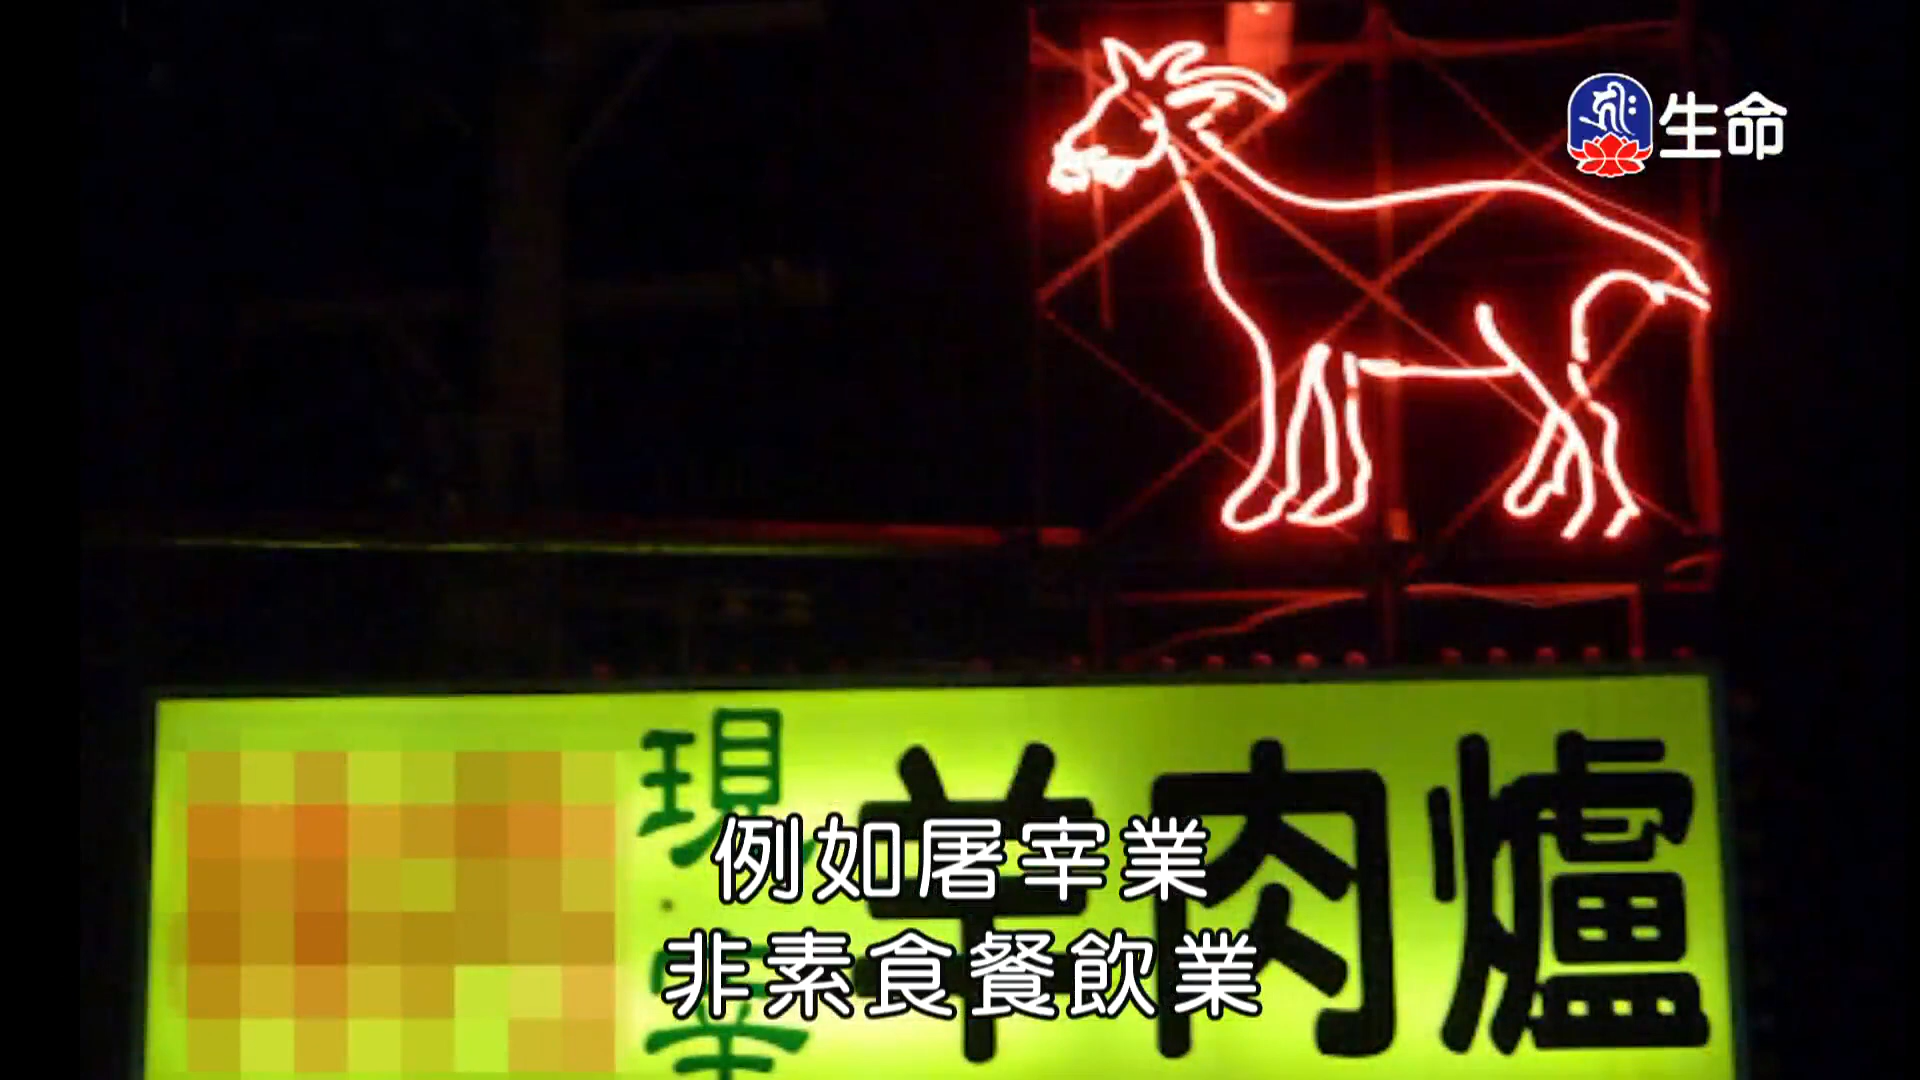 生命
現宰
羊肉爐
例如屠宰業
非素食餐飲業